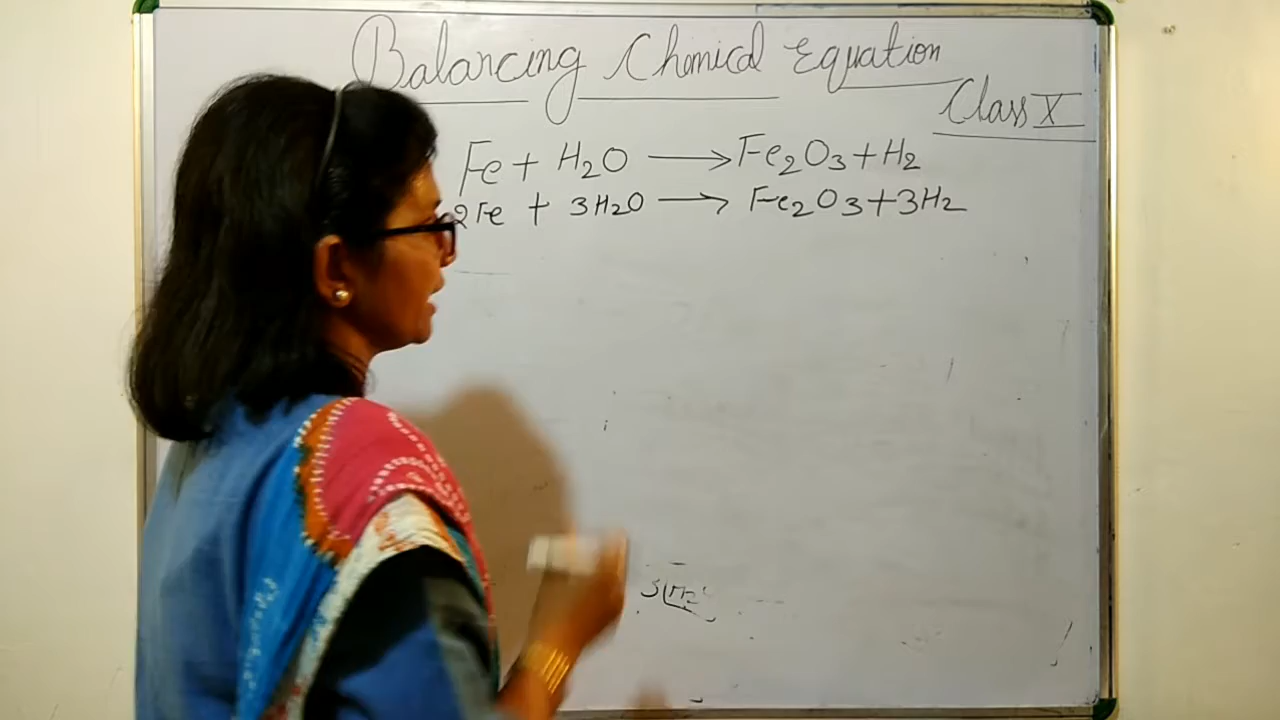 Balancing Chemical Equation
Class X
Fe + H2O → Fe2O3 + H2
2Fe + 3H2O → Fe2O3 + 3H2